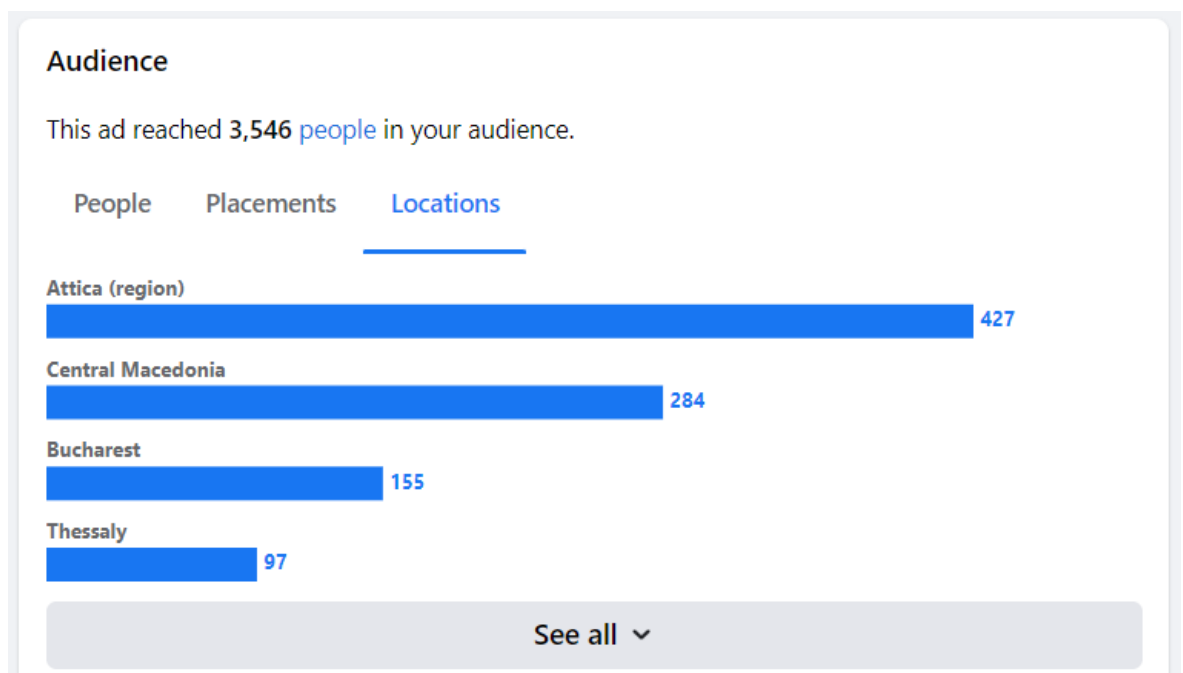 Audience
This ad reached 3,546 people in your audience.
People Placements Locations
Attica (region)
427
Central Macedonia
284
Bucharest
155
Thessaly
97
See all